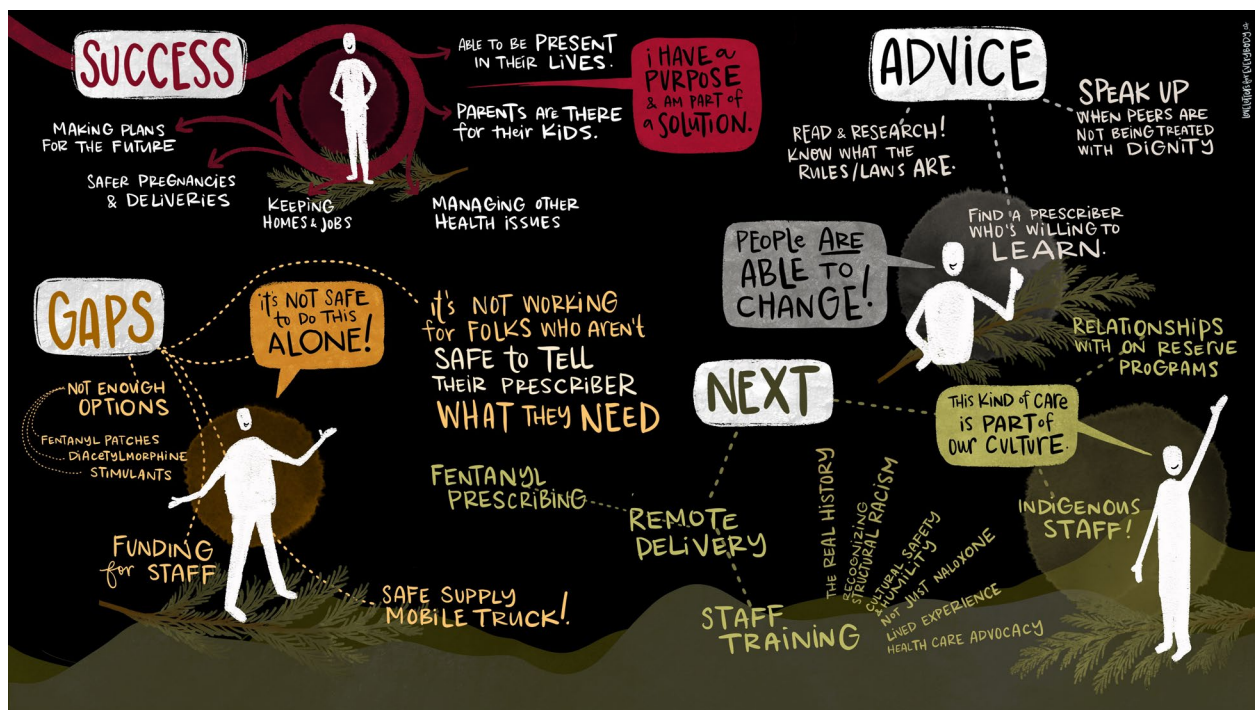 SUCCESS
ABLE TO BE PRESENT
IN THEIR LIVES.
PARENTS ARE THERE
for their KIDS.
i HAVE a
PURPOSE
& AM PART of
a SOLUTION.
MAKING PLANS
FOR THE FUTURE
SAFER PREGNANCIES
& DELIVERIES
KEEPING
HOMES & JOBS
MANAGING OTHER
HEALTH ISSUES
ADVICE
READ & RESEARCH!
KNOW WHAT THE
RULES/LAWS ARE.
SPEAK UP
WHEN PEERS ARE
NOT BEING TREATED
WITH DIGNITY
FIND A PRESCRIBER
WHO'S WILLING TO
LEARN.
PEOPLE ARE
ABLE TO
CHANGE!
GAPS
it's NOT SAFE
to DO THIS
ALONE!
it's NOT WORKING
for FOLKS WHO AREN'T
SAFE to TELL
THEIR PRESCRIBER
WHAT THEY NEED
NOT ENOUGH
OPTIONS
FENTANYL PATCHES
DIACETYLMORPHINE
STIMULANTS
FUNDING
for STAFF
SAFE SUPPLY
MOBILE TRUCK!
NEXT
THIS KIND of CARE
is PART of
OUR CULTURE.
RELATIONSHIPS
WITH ON RESERVE
PROGRAMS
INDIGENOUS
STAFF!
FENTANYL
PRESCRIBING
REMOTE
DELIVERY
STAFF
TRAINING
THE REAL HISTORY
RECOGNIZING
STRUCTURAL RACISM
CULTURAL SAFETY
& HUMILITY
NOT JUST NALOXONE
LIVED EXPERIENCE
HEALTH CARE ADVOCACY